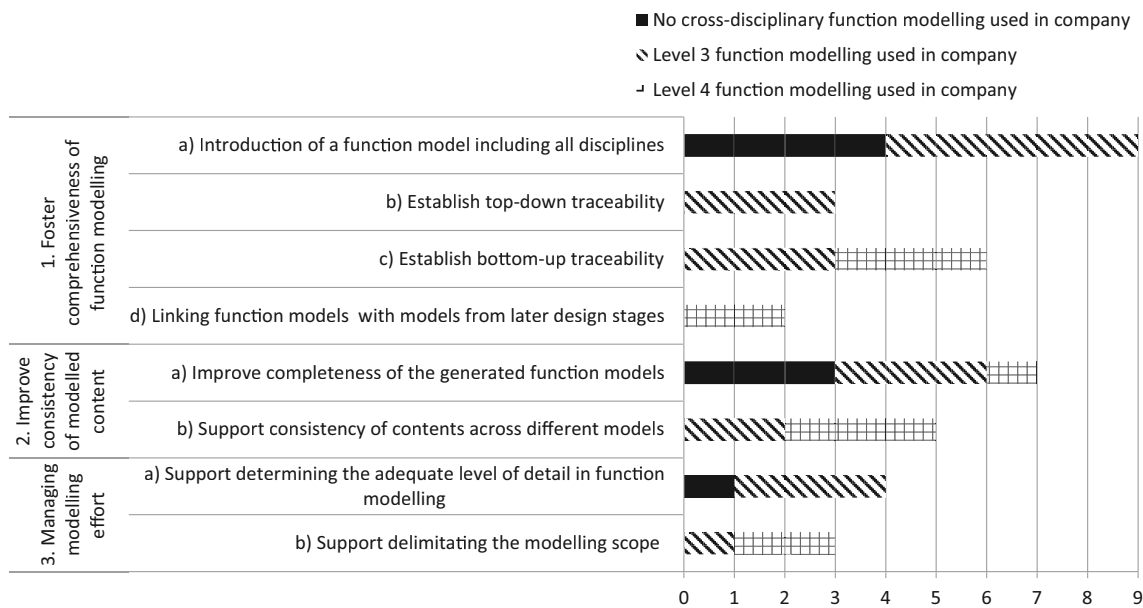 No cross-disciplinary function modelling used in company
Level 3 function modelling used in company
Level 4 function modelling used in company
1. Foster
comprehensiveness of
function modelling
a) Introduction of a function model including all disciplines
b) Establish top-down traceability
c) Establish bottom-up traceability
d) Linking function models with models from later design stages
2. Improve
consistency
of modelled
content
a) Improve completeness of the generated function models
b) Support consistency of contents across different models
3. Managing
modelling
effort
a) Support determining the adequate level of detail in function
modelling
b) Support delimitating the modelling scope
0 1 2 3 4 5 6 7 8 9